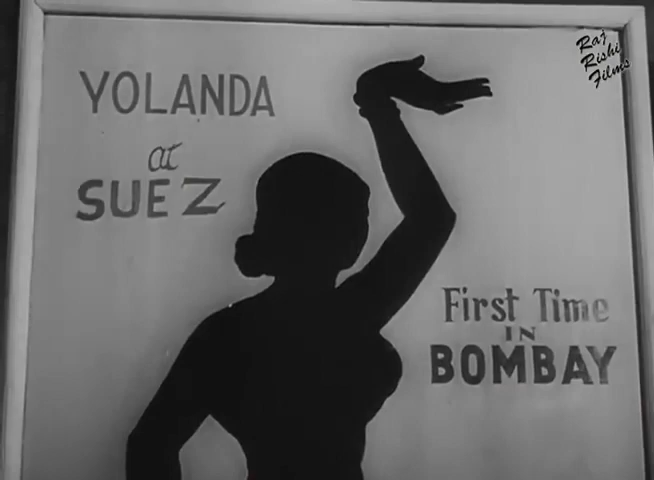 YOLANDA
at
SUEZ
First Time
IN
BOMBAY
Raj
Rishi
Films